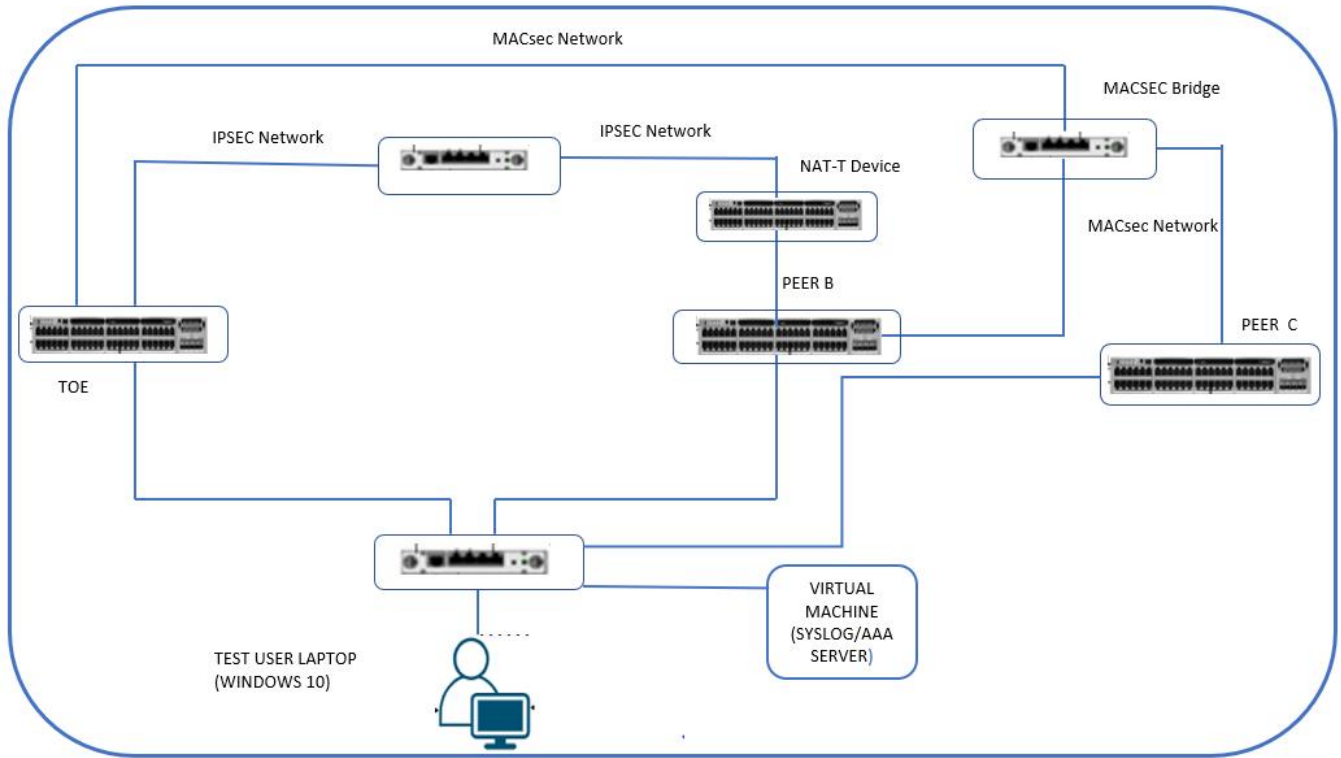 MACsec Network
MACSEC Bridge
IPSEC Network
IPSEC Network
NAT-T Device
MACsec Network
PEER B
PEER C
TOE
VIRTUAL
MACHINE
(SYSLOG/AAA
SERVER)
TEST USER LAPTOP
(WINDOWS 10)